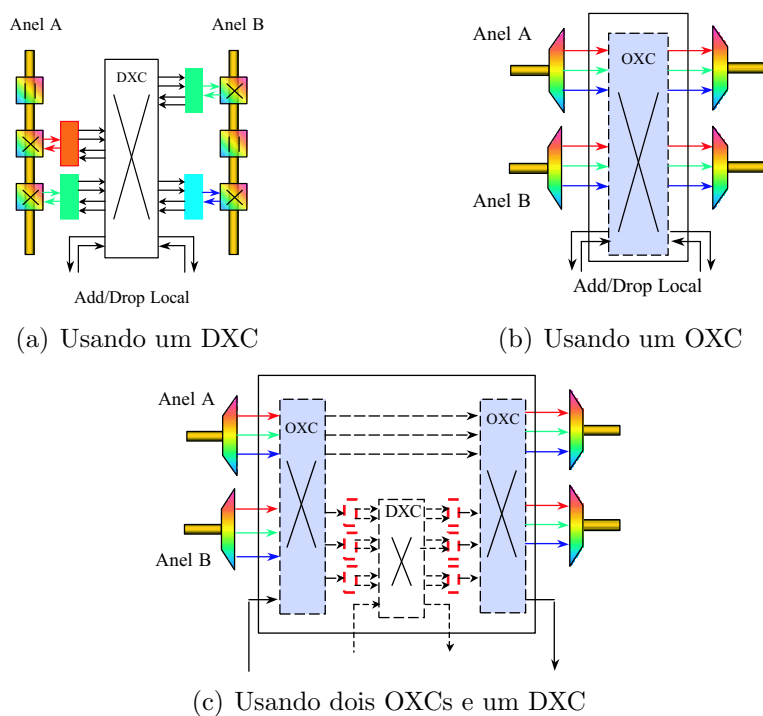 Anel A
Anel B
DXC
Add/Drop Local
(a) Usando um DXC
Anel A
OXC
Anel B
Add/Drop Local
(b) Usando um OXC
Anel A
OXC
OXC
DXC
Anel B
(c) Usando dois OXCs e um DXC